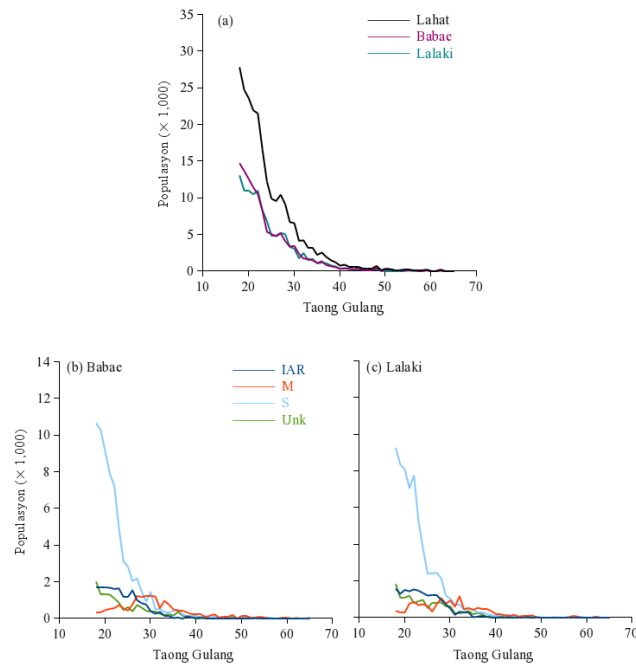 (a)
Lahat
Babae
Lalaki
35
30
25
20
15
10
5
0
Populasyon (× 1,000)
10 20 30 40 50 60 70
Taong Gulang
(b) Babae
IAR
M
S
Unk
14
12
10
8
6
4
2
0
Populasyon (× 1,000)
10 20 30 40 50 60 70
Taong Gulang
(c) Lalaki
10 20 30 40 50 60 70
Taong Gulang